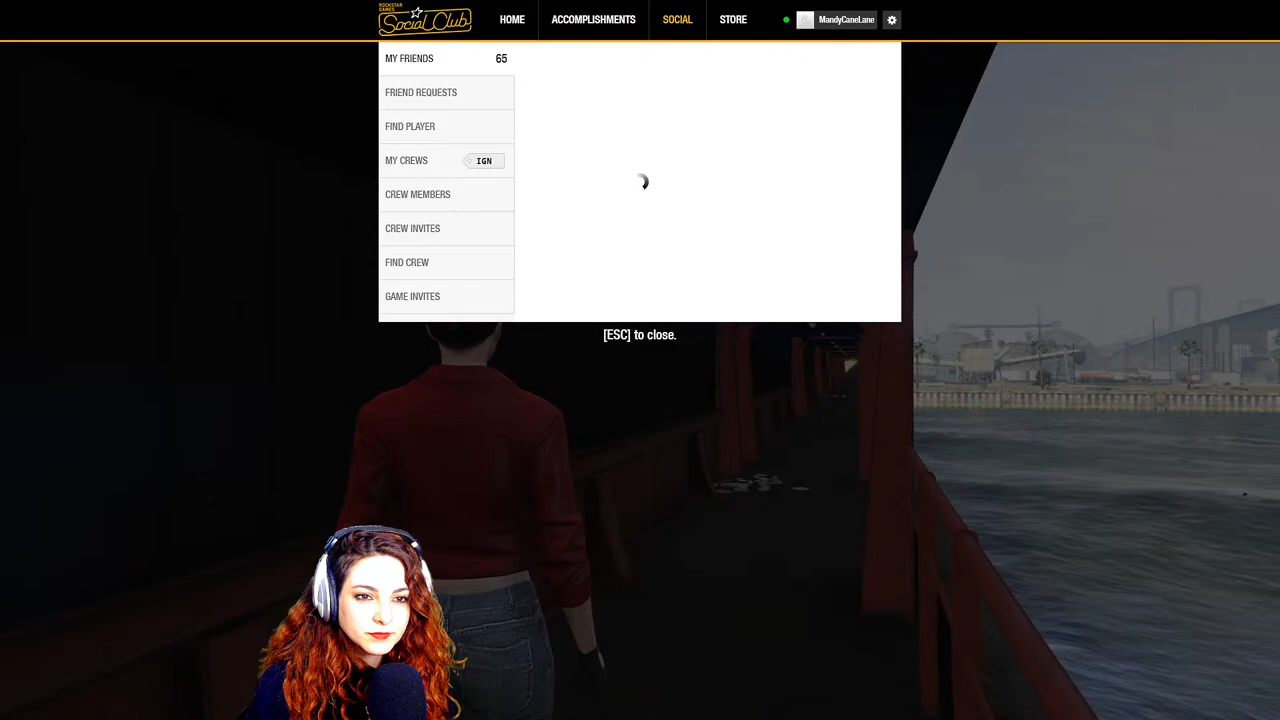 ROCKSTAR
GAMES
Social Club
HOME
ACCOMPLISHMENTS
SOCIAL
STORE
MandyCaneLane
MY FRIENDS 65
FRIEND REQUESTS
FIND PLAYER
MY CREWS IGN
CREW MEMBERS
CREW INVITES
FIND CREW
GAME INVITES
[ESC] to close.